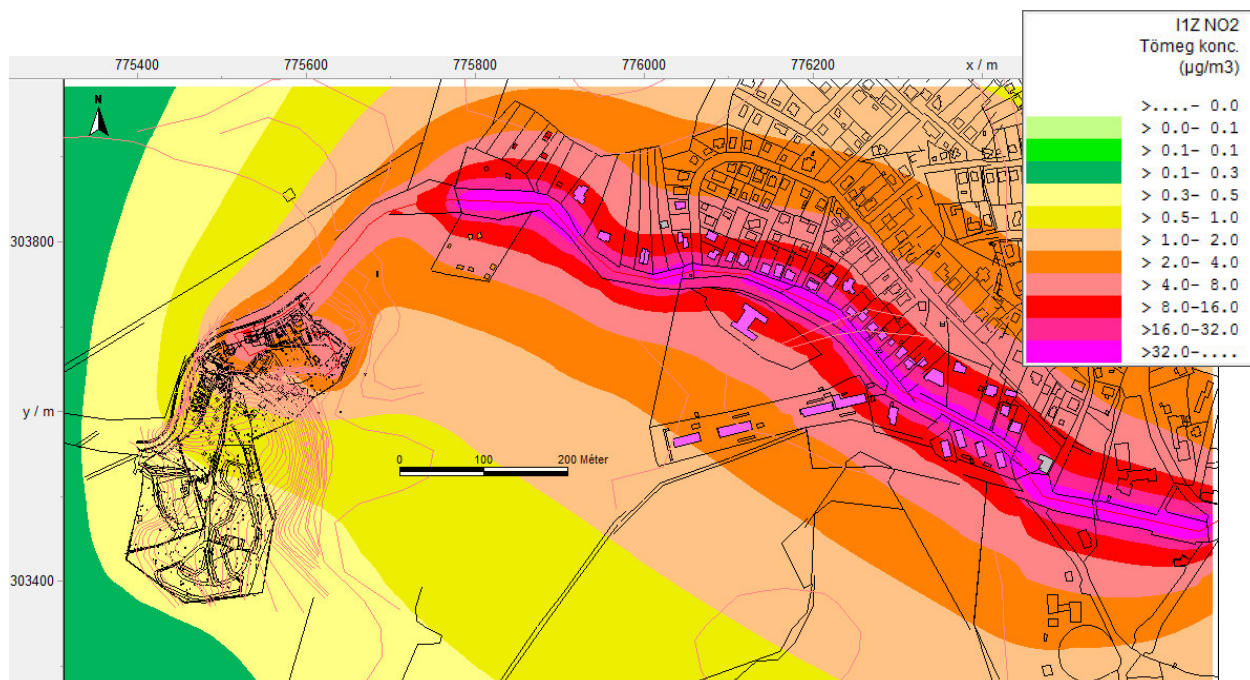 I1Z NO2
Tömeg konc.
(µg/m3)
>....- 0.0
> 0.0- 0.1
> 0.1- 0.1
> 0.1- 0.3
> 0.3- 0.5
> 0.5- 1.0
> 1.0- 2.0
> 2.0- 4.0
> 4.0- 8.0
> 8.0-16.0
>16.0-32.0
>32.0-....
775400 775600 775800 776000 776200 x / m
N
303800
y / m
0 100 200 Méter
303400